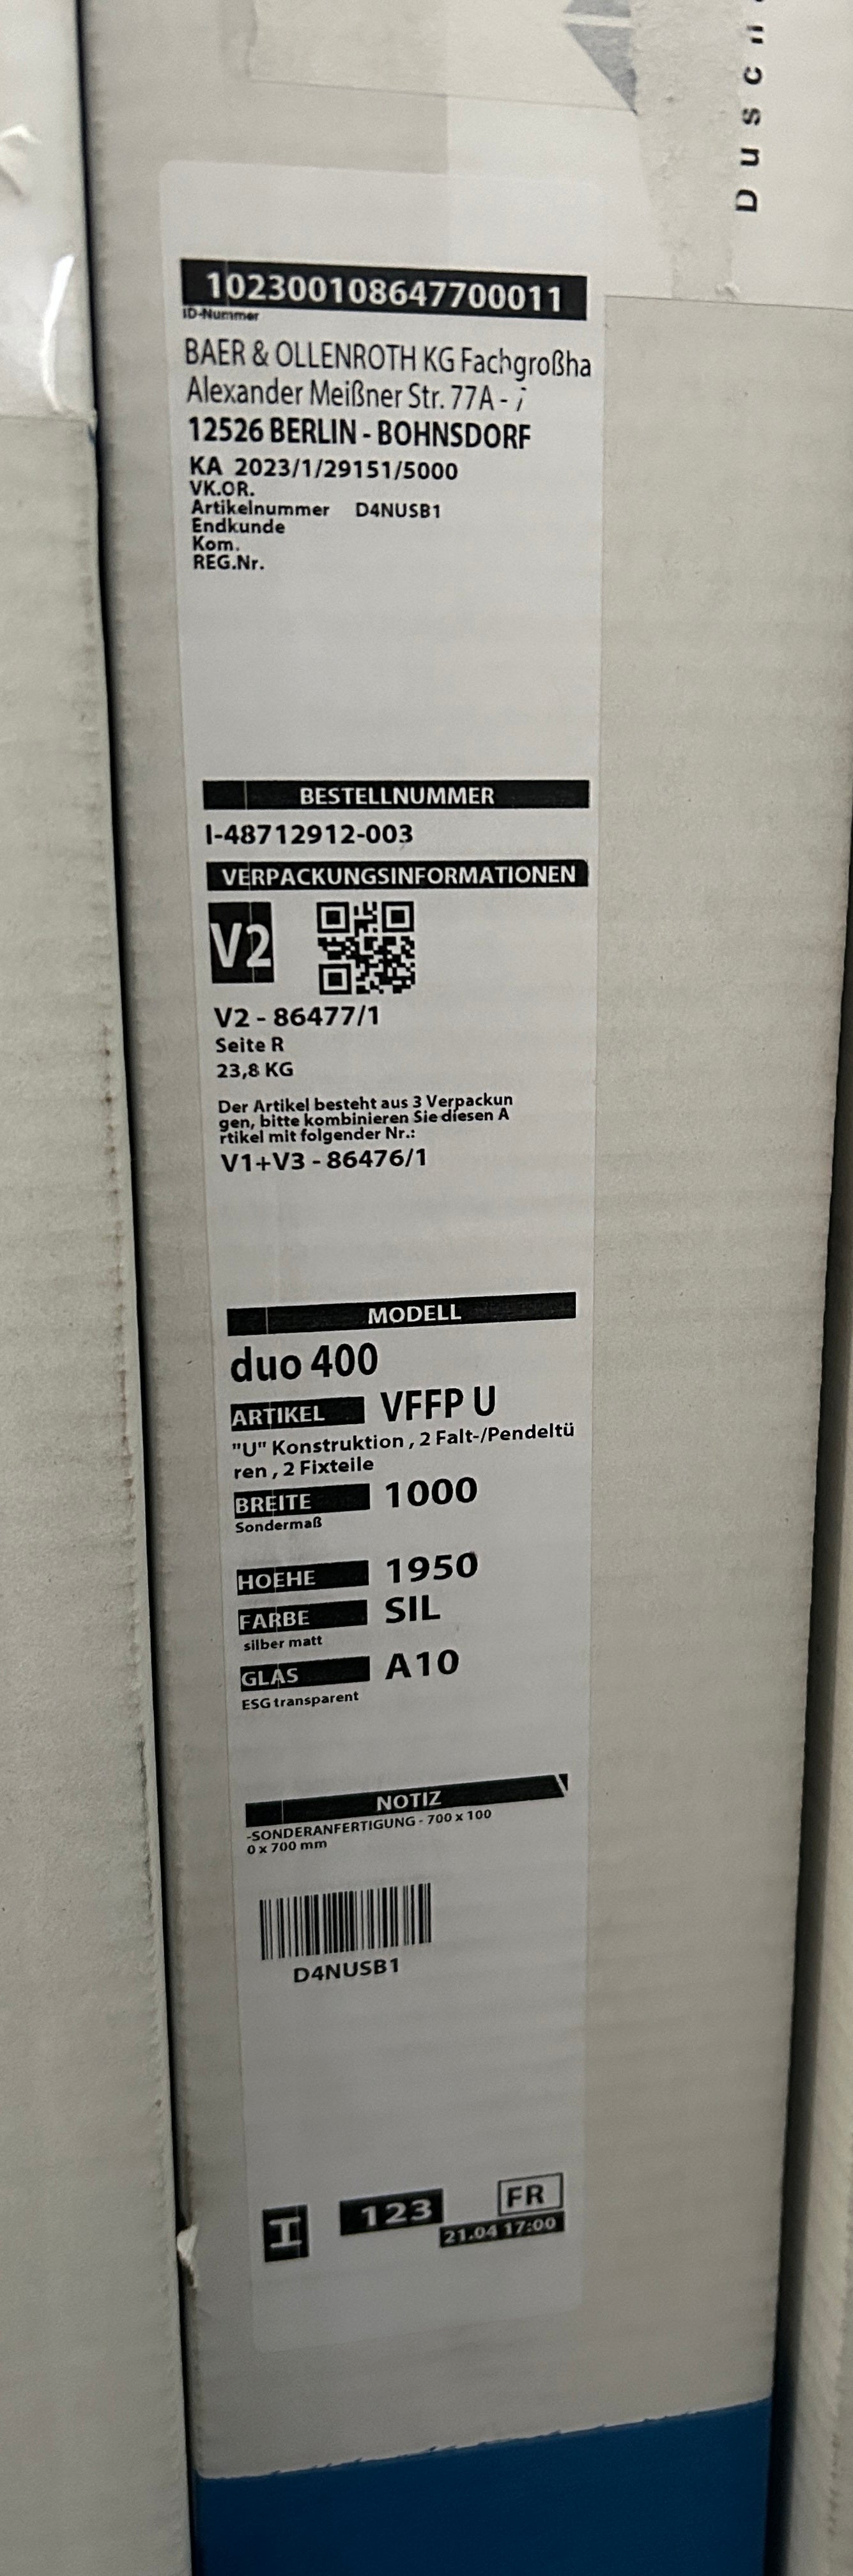 Dusch
102300108647700011
ID-Nummer
BAER & OLLENROTH KG Fachgroßha
Alexander Meißner Str. 77A -
12526 BERLIN - BOHNSDORF
KA 2023/1/29151/5000
VK.OR.
Artikelnummer D4NUSB1
Endkunde
Kom.
REG.Nr.
BESTELLNUMMER
I-48712912-003
VERPACKUNGSINFORMATIONEN
V2
V2 - 86477/1
Seite R
23,8 KG
Der Artikel besteht aus 3 Verpackun
gen, bitte kombinieren Sie diesen A
rtikel mit folgender Nr.:
V1+V3 - 86476/1
MODELL
duo 400
ARTIKEL VFFP U
"U" Konstruktion , 2 Falt-/Pendeltü
ren , 2 Fixteile
BREITE 1000
Sondermaß
HOEHE 1950
FARBE SIL
silber matt
GLAS A10
ESG transparent
NOTIZ
-SONDERANFERTIGUNG - 700 x 100
0 x 700 mm
D4NUSB1
I 123 FR
21.04 17:00